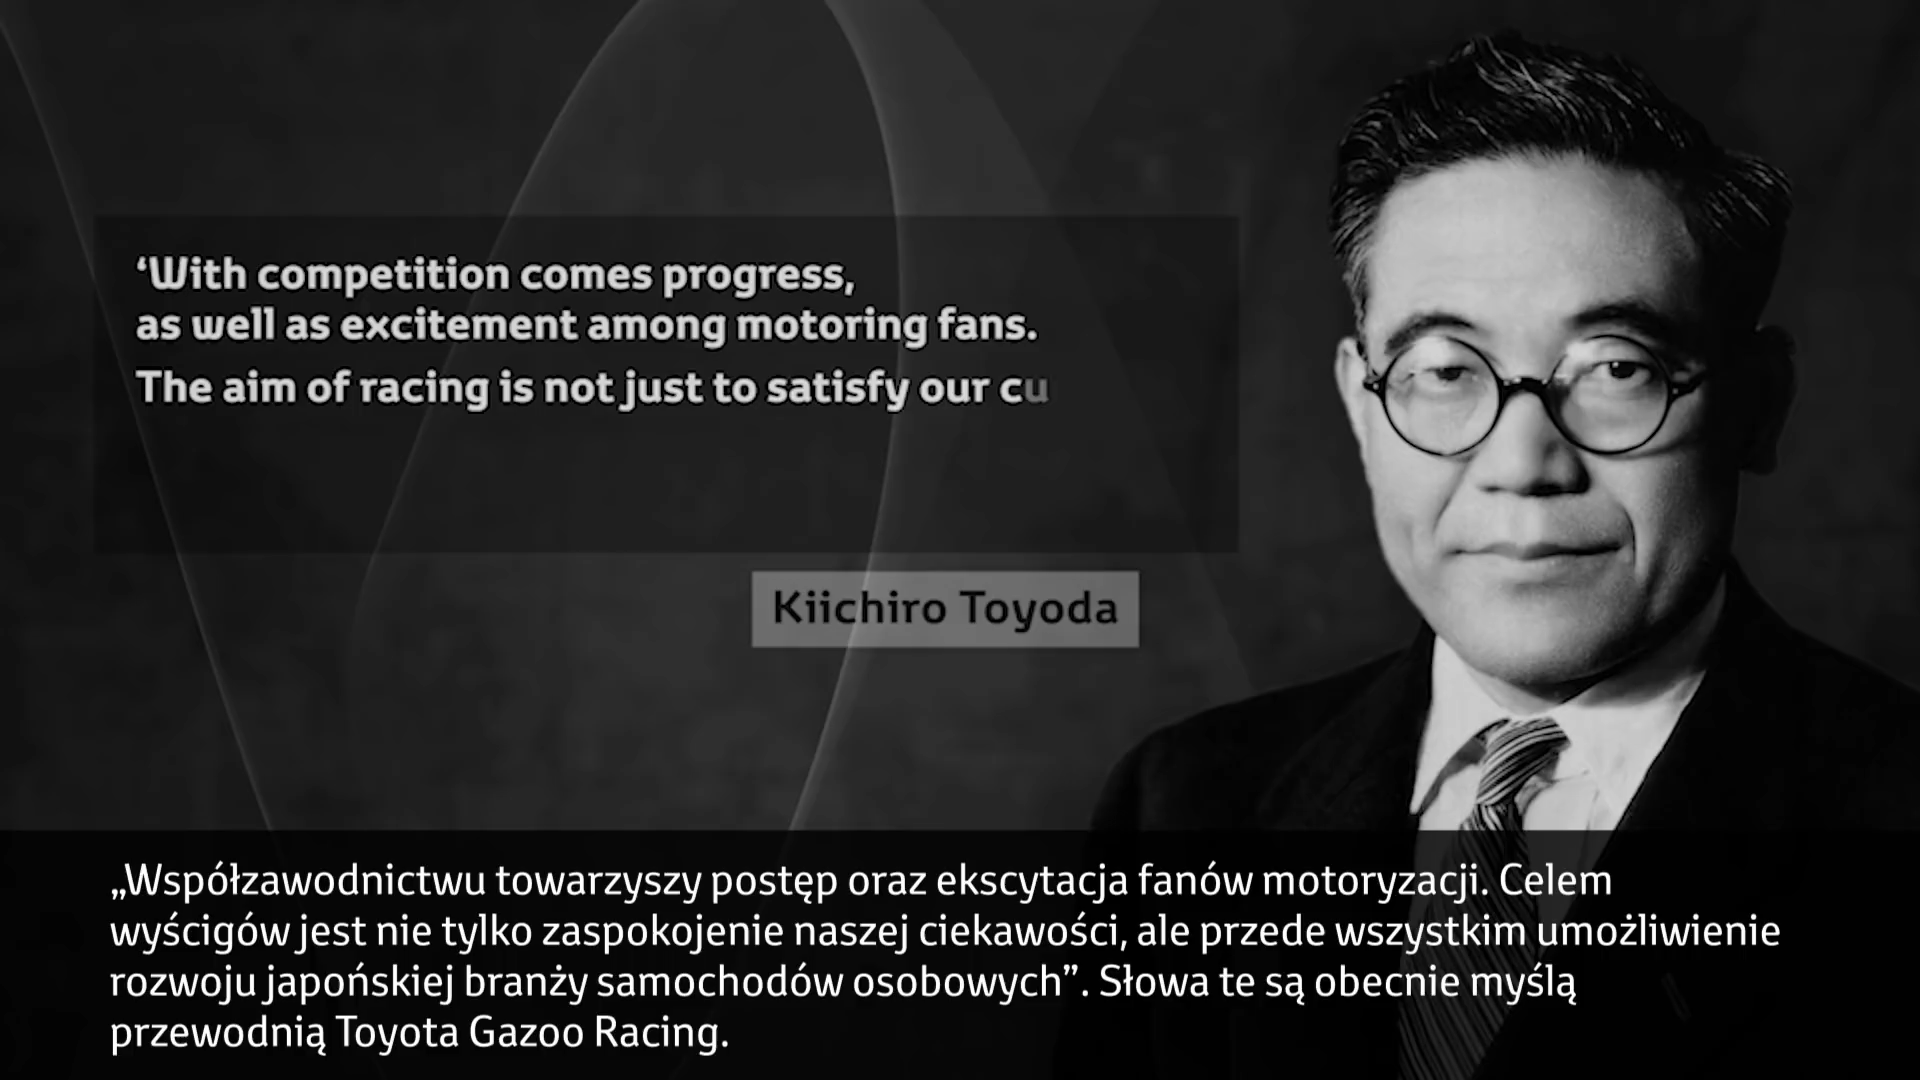 ‘With competition comes progress,
as well as excitement among motoring fans.
The aim of racing is not just to satisfy our cu
Kiichiro Toyoda
„Współzawodnictwu towarzyszy postęp oraz ekscytacja fanów motoryzacji. Celem
wyścigów jest nie tylko zaspokojenie naszej ciekawości, ale przede wszystkim umożliwienie
rozwoju japońskiej branży samochodów osobowych”. Słowa te są obecnie myślą
przewodnią Toyota Gazoo Racing.